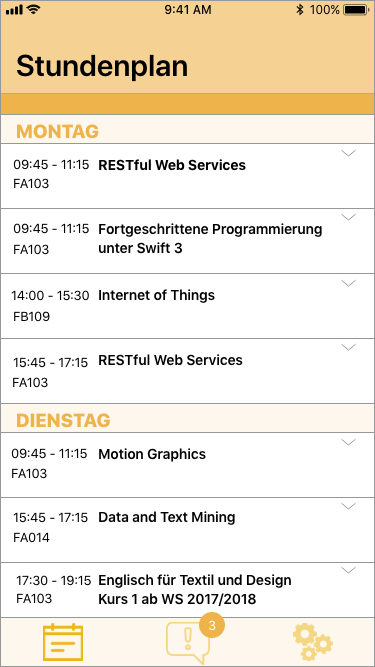 9:41 AM 100%
Stundenplan
MONTAG
09:45 - 11:15 RESTful Web Services
FA103
09:45 - 11:15 Fortgeschrittene Programmierung
FA103 unter Swift 3
14:00 - 15:30 Internet of Things
FB109
15:45 - 17:15 RESTful Web Services
FA103
DIENSTAG
09:45 - 11:15 Motion Graphics
FA103
15:45 - 17:15 Data and Text Mining
FA014
17:30 - 19:15 Englisch für Textil und Design
FA103 Kurs 1 ab WS 2017/2018
3